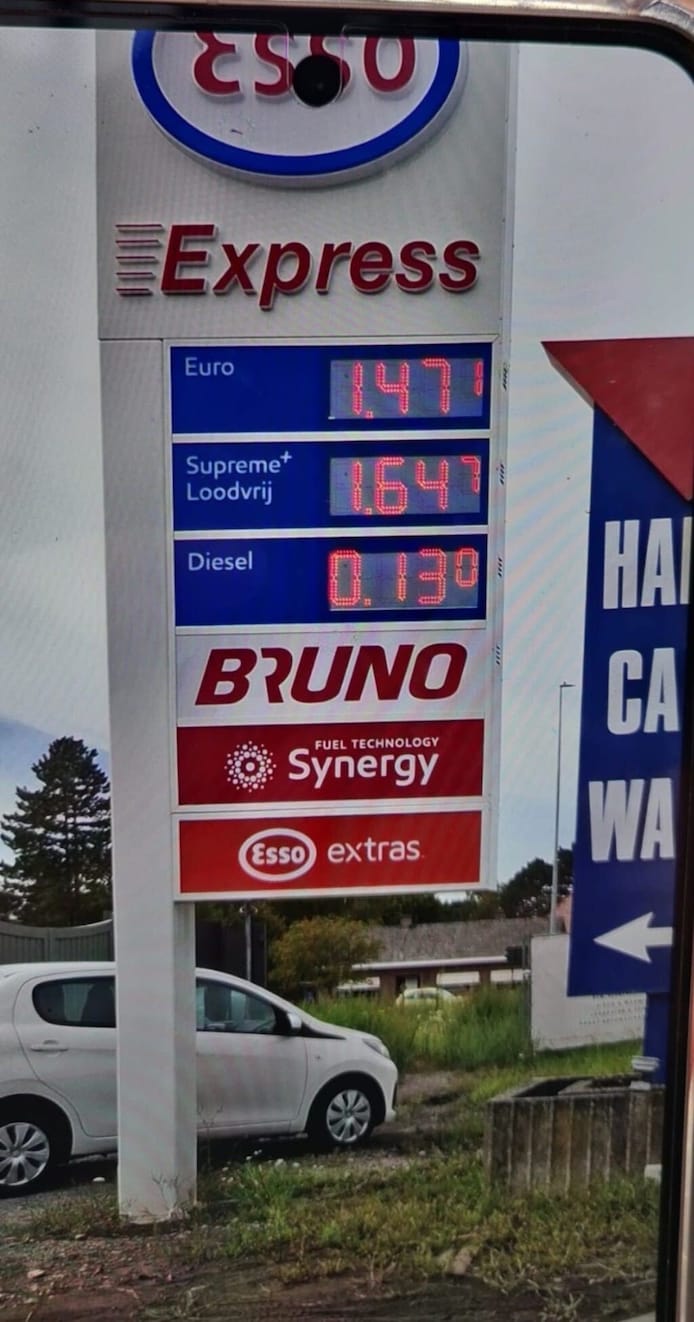 Esso
Express
Euro 1.471
Supreme+
Loodvrij 1.647
Diesel 0.130
BRUNO
FUEL TECHNOLOGY
Synergy
Esso extras
HA
CA
WA